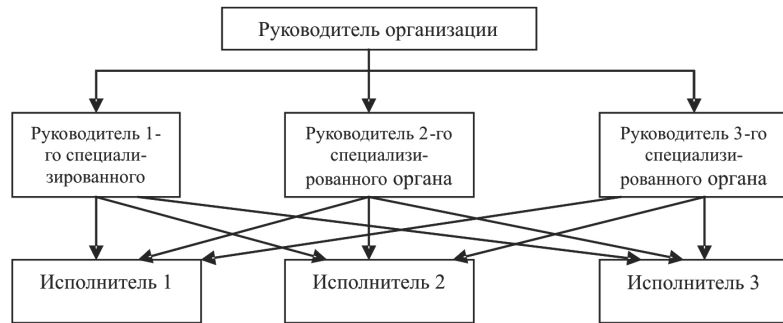 Руководитель организации
Руководитель 1-
го специали-
зированного
Руководитель 2-го
специализи-
рованного органа
Руководитель 3-го
специализи-
рованного органа
Исполнитель 1
Исполнитель 2
Исполнитель 3